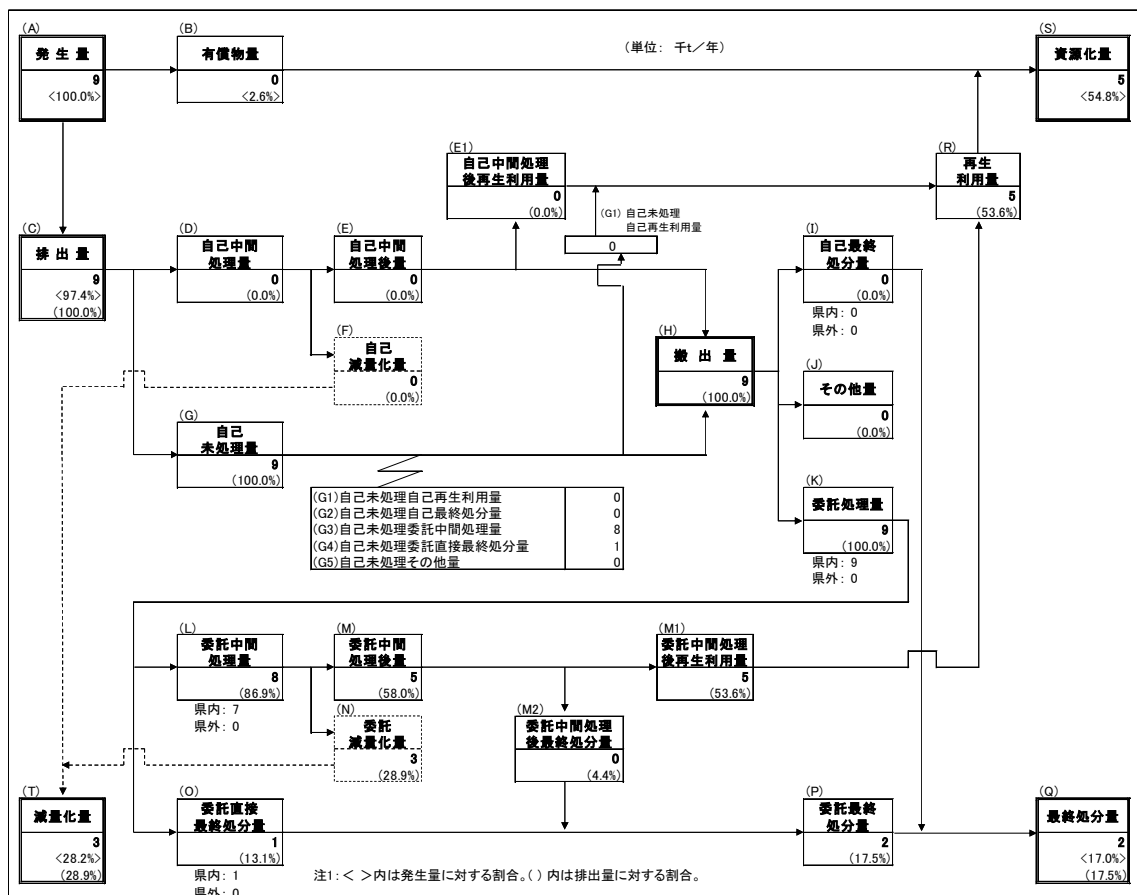 (A)
発 生 量
9
<100.0%>
(B)
有償物量
0
<2.6%>
(単位： 千t／年)
(S)
資源化量
5
<54.8%>
(E1)
自己中間処理
後再生利用量
0
(0.0%)
(G1) 自己未処理
自己再生利用量
0
(R)
再生
利用量
5
(53.6%)
(C)
排 出 量
9
<97.4%>
(100.0%)
(D)
自己中間
処理量
0
(0.0%)
(E)
自己中間
処理後量
0
(0.0%)
(F)
自己
減量化量
0
(0.0%)
(G)
自己
未処理量
9
(100.0%)
(G1)自己未処理自己再生利用量 0
(G2)自己未処理自己最終処分量 0
(G3)自己未処理委託中間処理量 8
(G4)自己未処理委託直接最終処分量 1
(G5)自己未処理その他量 0
(H)
搬 出 量
9
(100.0%)
(I)
自己最終
処分量
0
(0.0%)
県内： 0
県外： 0
(J)
その他量
0
(0.0%)
(K)
委託処理量
9
(100.0%)
県内： 9
県外： 0
(L)
委託中間
処理量
8
(86.9%)
県内： 7
県外： 0
(M)
委託中間
処理後量
5
(58.0%)
(N)
委託
減量化量
3
(28.9%)
(M1)
委託中間処理
後再生利用量
5
(53.6%)
(M2)
委託中間処理
後最終処分量
0
(4.4%)
(T)
減量化量
3
<28.2%>
(28.9%)
(O)
委託直接
最終処分量
1
(13.1%)
県内： 1
県外： 0
(P)
委託最終
処分量
2
(17.5%)
(Q)
最終処分量
2
<17.0%>
(17.5%)
注1：< >内は発生量に対する割合。( )内は排出量に対する割合。